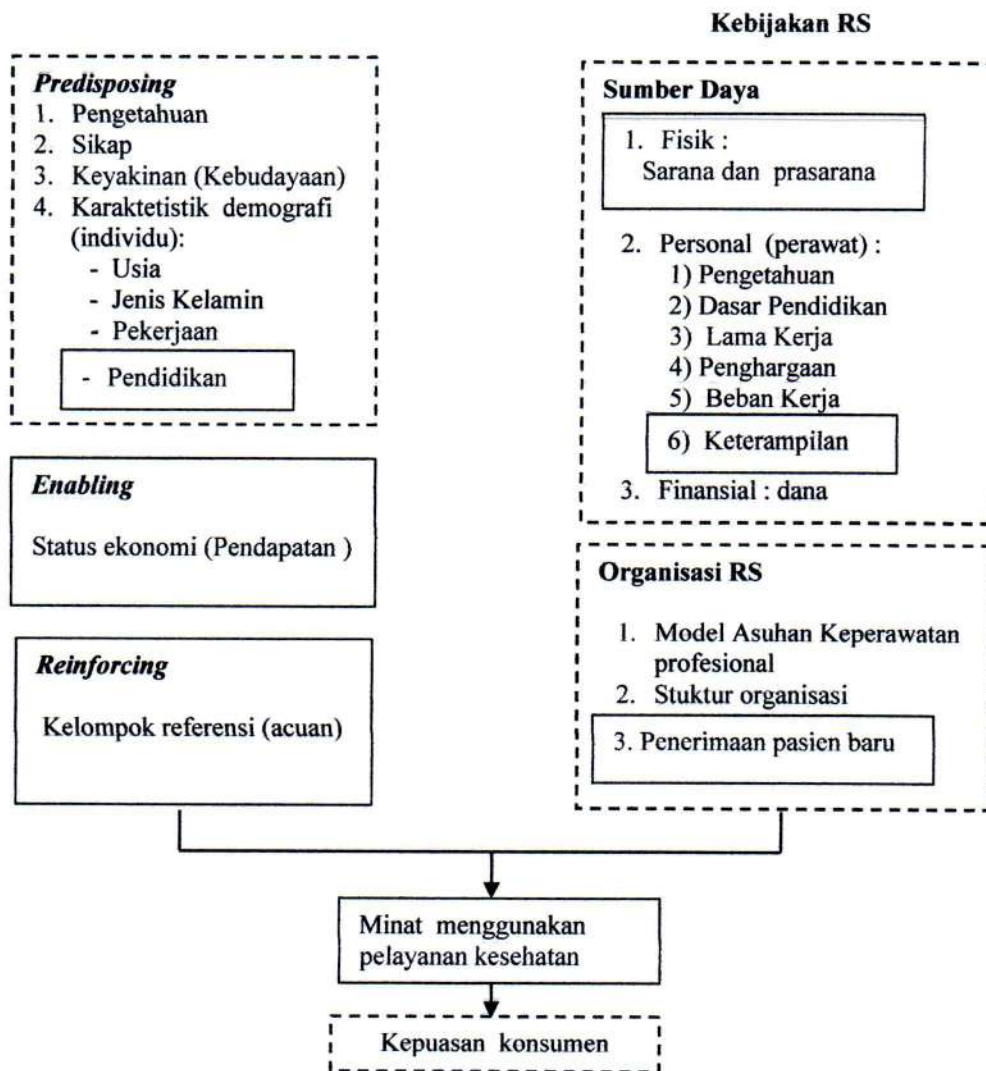 Kebijakan RS
Predisposing
1. Pengetahuan
2. Sikap
3. Keyakinan (Kebudayaan)
4. Karaktetistik demografi
(individu):
- Usia
- Jenis Kelamin
- Pekerjaan
- Pendidikan
Enabling
Status ekonomi (Pendapatan )
Reinforcing
Kelompok referensi (acuan)
Sumber Daya
1. Fisik :
Sarana dan prasarana
2. Personal (perawat) :
1) Pengetahuan
2) Dasar Pendidikan
3) Lama Kerja
4) Penghargaan
5) Beban Kerja
6) Keterampilan
3. Finansial : dana
Organisasi RS
1. Model Asuhan Keperawatan
profesional
2. Stuktur organisasi
3. Penerimaan pasien baru
Minat menggunakan
pelayanan kesehatan
Kepuasan konsumen